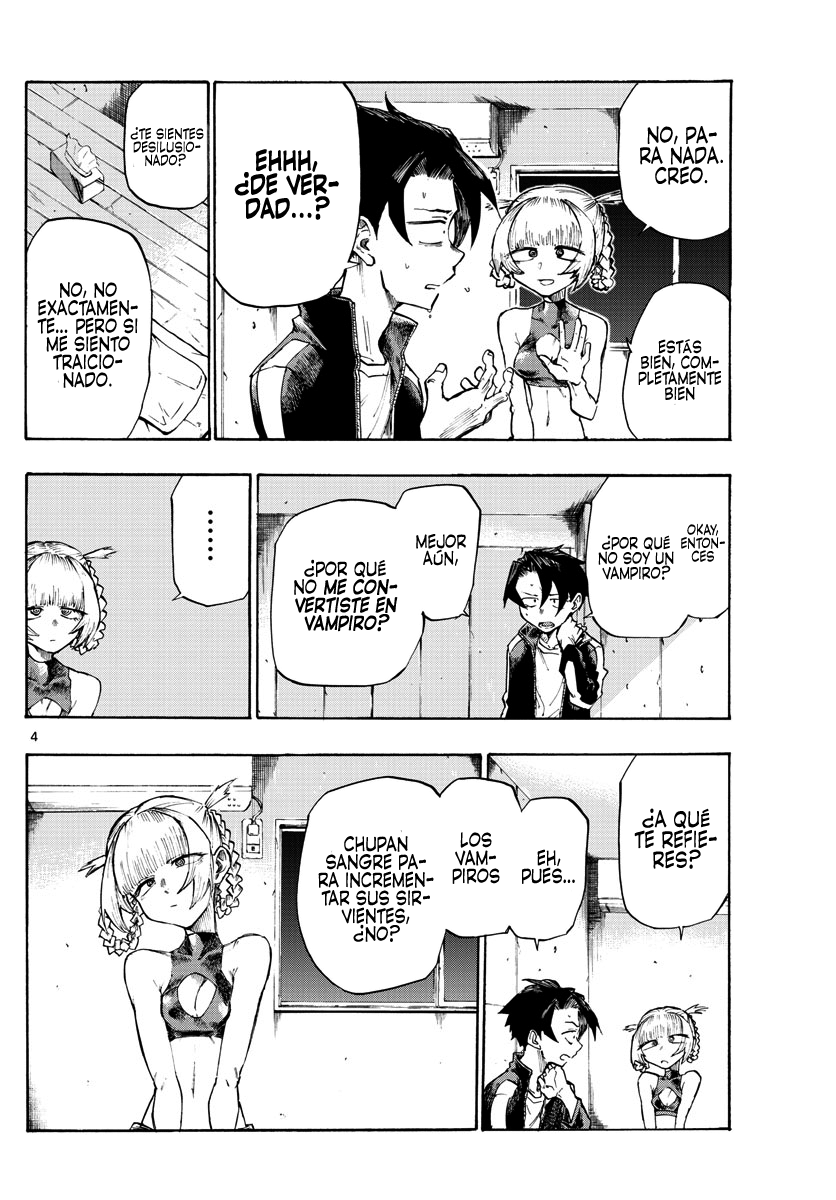 NO, PA-
RA NADA.
CREO.
EHHH,
¿DE VER-
DAD...?
ESTÁS
BIEN, COM-
PLETAMENTE
BIEN
¿TE SIENTES
DESILUSIO-
NADO?
NO, NO
EXACTAMEN-
TE... PERO SI
ME SIENTO
TRAICIO-
NADO.
OKAY,
ENTON-
CES
¿POR QUÉ
NO SOY UN
VAMPIRO?
MEJOR
AÚN,
¿POR QUÉ
NO ME CON-
VERTISTE EN
VAMPIRO?
......
4
¿A QUÉ
TE REFIE-
RES?
EH,
PUES...
LOS
VAM-
PIROS
CHUPAN
SANGRE PA-
RA INCREMEN-
TAR SUS SIR-
VIENTES,
¿NO?